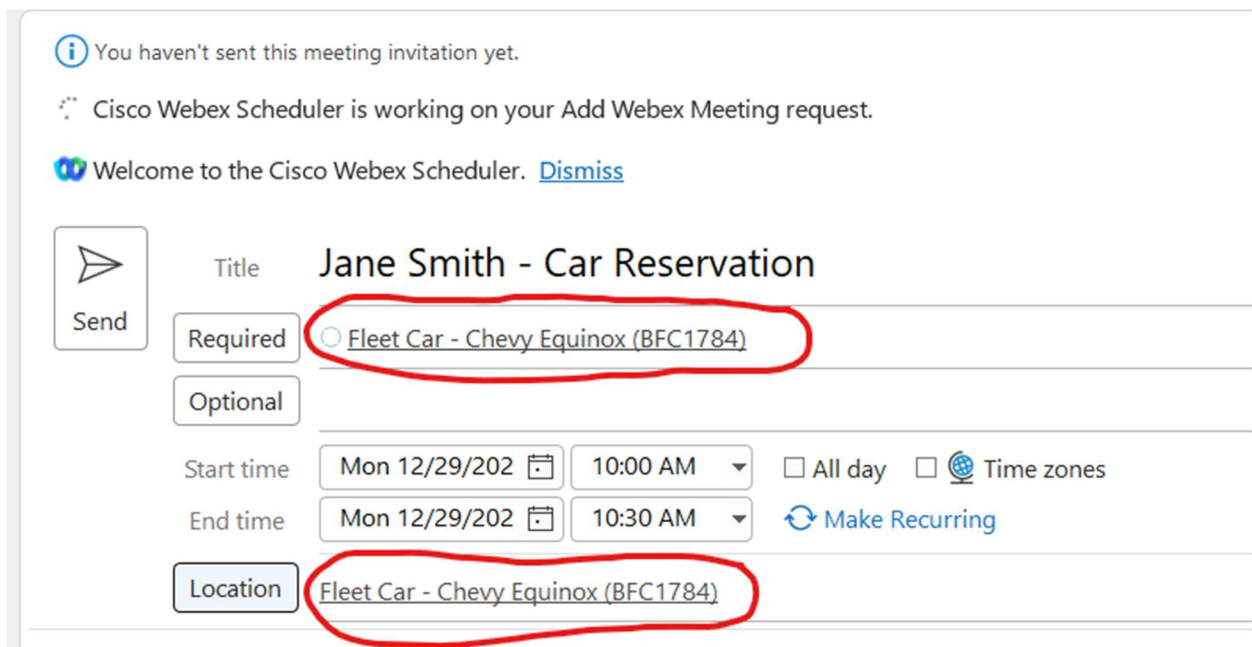 You haven't sent this meeting invitation yet.
Cisco Webex Scheduler is working on your Add Webex Meeting request.
Welcome to the Cisco Webex Scheduler. Dismiss
Send
Title Jane Smith - Car Reservation
Required Fleet Car - Chevy Equinox (BFC1784)
Optional
Start time Mon 12/29/202 10:00 AM All day Time zones
End time Mon 12/29/202 10:30 AM Make Recurring
Location Fleet Car - Chevy Equinox (BFC1784)